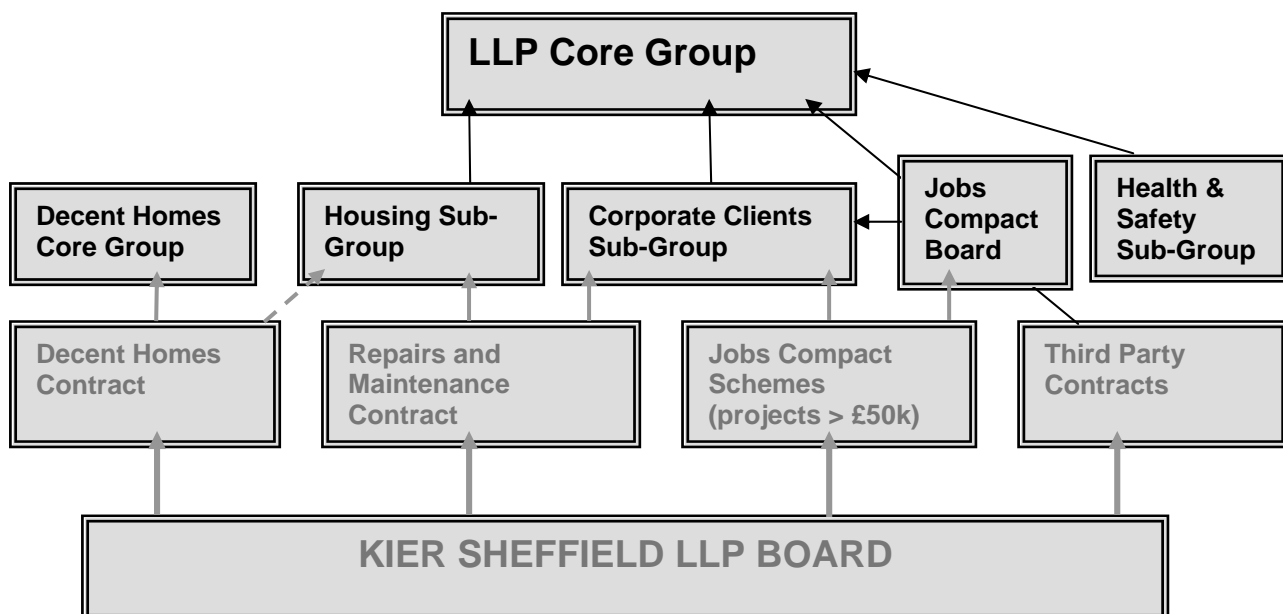 LLP Core Group
Decent Homes
Core Group
Housing Sub-
Group
Corporate Clients
Sub-Group
Jobs
Compact
Board
Health &
Safety
Sub-Group
Decent Homes
Contract
Repairs and
Maintenance
Contract
Jobs Compact
Schemes
(projects > £50k)
Third Party
Contracts
KIER SHEFFIELD LLP BOARD